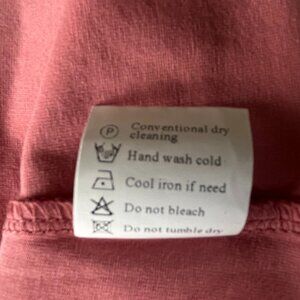 P Conventional dry
cleaning
Hand wash cold
Cool iron if need
Do not bleach
Do not tumble dry